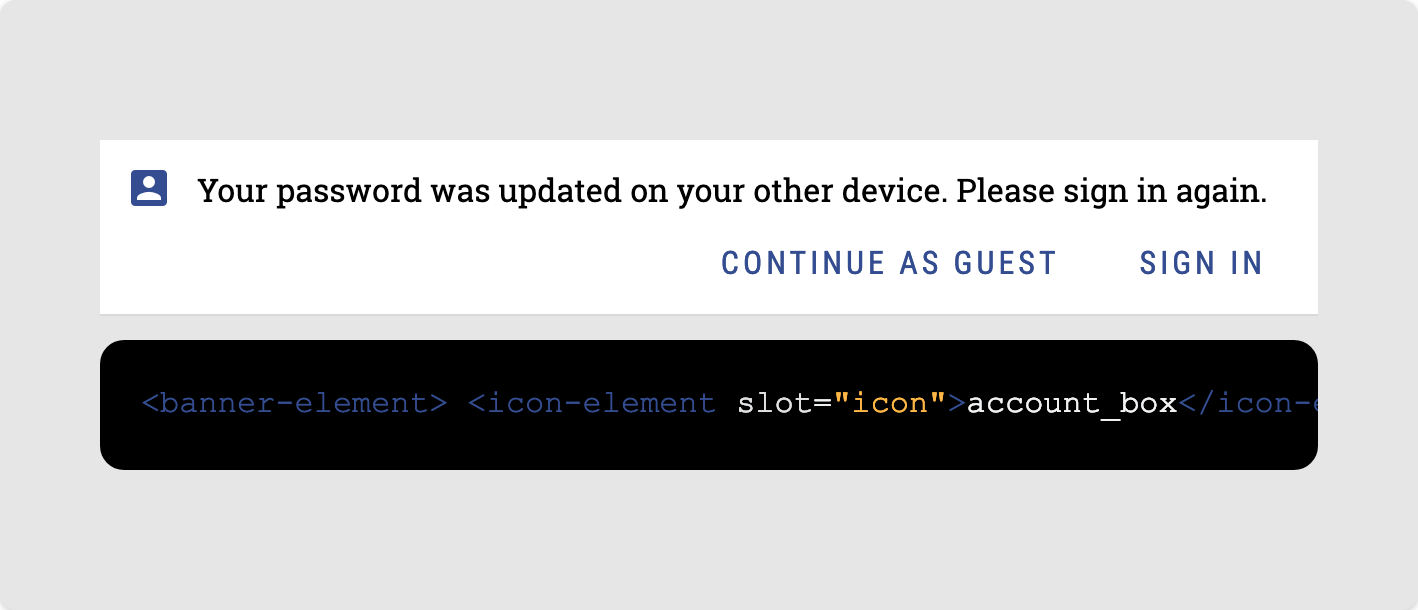 Your password was updated on your other device. Please sign in again.
CONTINUE AS GUEST SIGN IN
<banner-element> <icon-element slot="icon">account_box</icon-